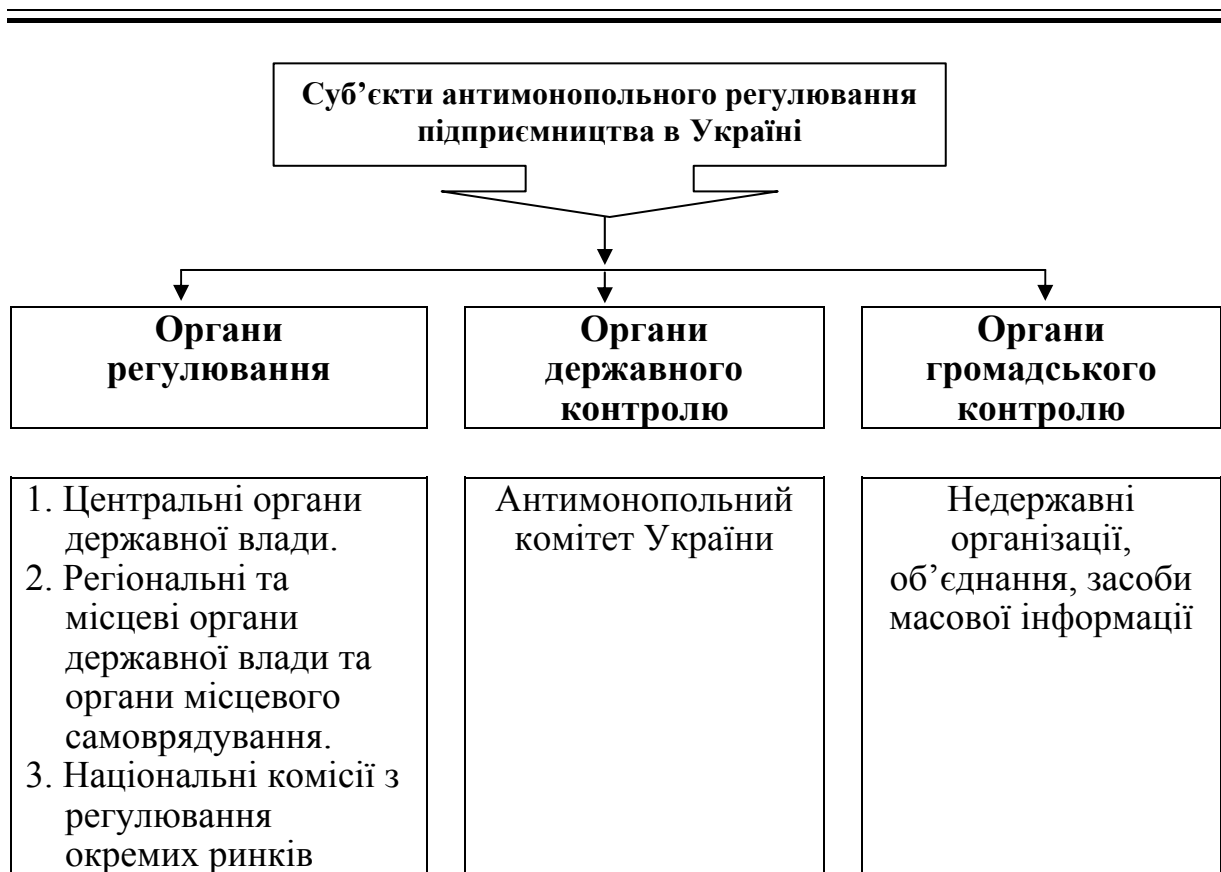 Суб’єкти антимонопольного регулювання
підприємництва в Україні
Органи
регулювання
Органи
державного
контролю
Органи
громадського
контролю
1. Центральні органи
державної влади.
2. Регіональні та
місцеві органи
державної влади та
органи місцевого
самоврядування.
3. Національні комісії з
регулювання
окремих ринків
Антимонопольний
комітет України
Недержавні
організації,
об’єднання, засоби
масової інформації